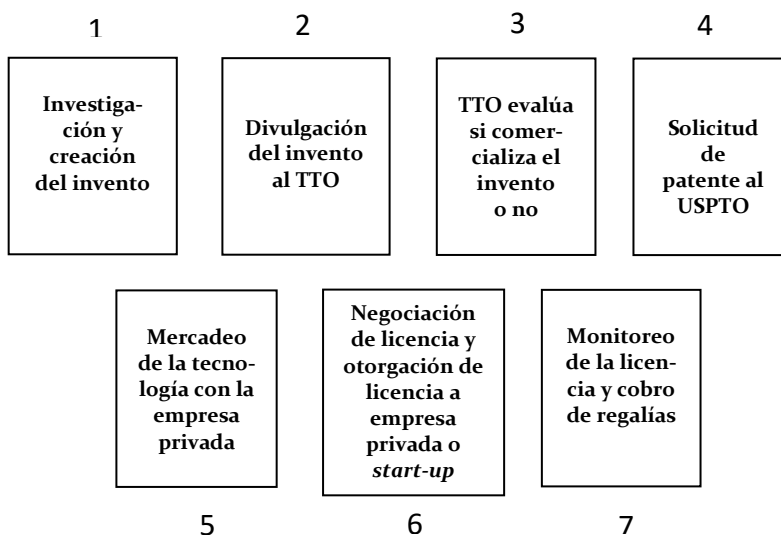 1
2
3
4
Investiga-
ción y
creación
del invento
Divulgación
del invento
al TTO
TTO evalúa
si comer-
cializa el
invento
o no
Solicitud
de
patente al
USPTO
Mercadeo
de la tecno-
logía con la
empresa
privada
Negociación
de licencia y
otorgación de
licencia a
empresa
privada o
start-up
Monitoreo
de la licen-
cia y cobro
de regalías
5
6
7